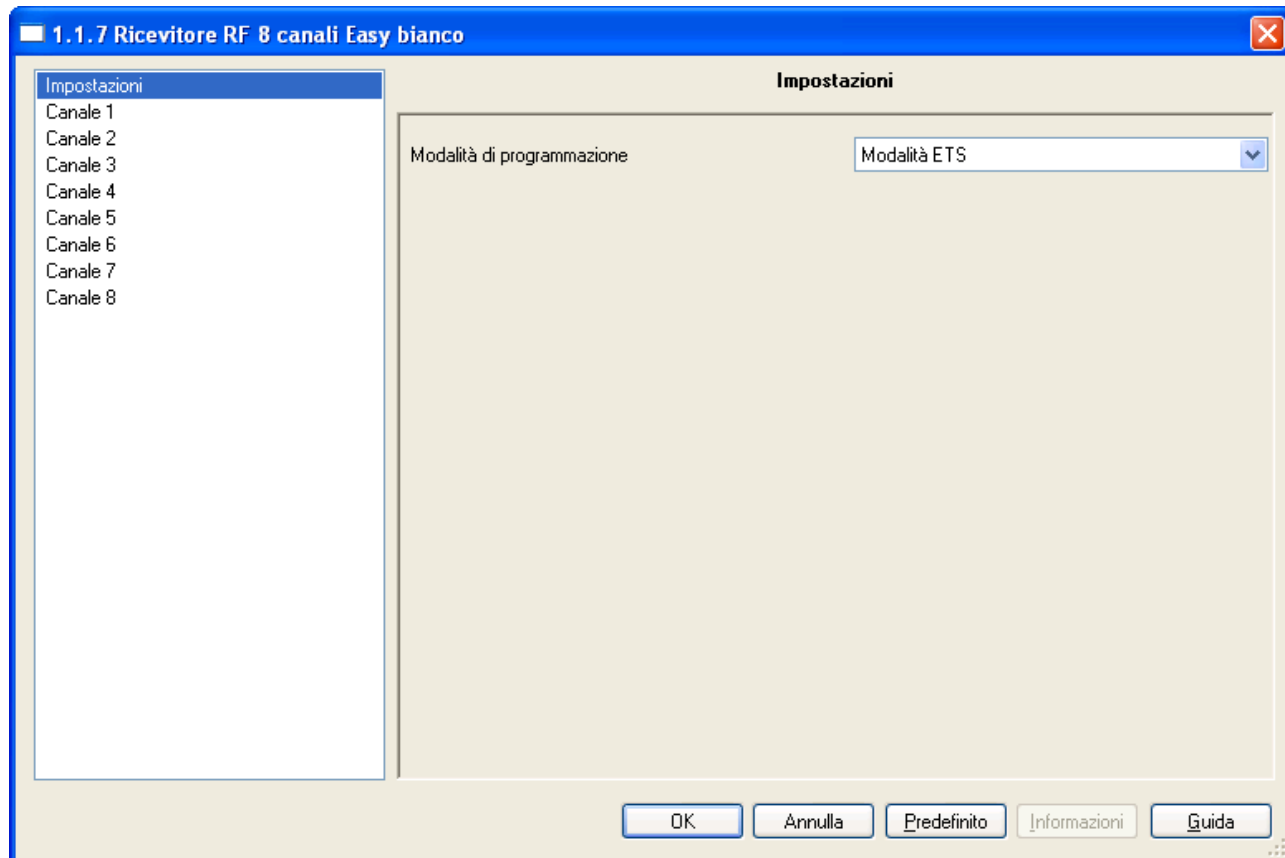 1.1.7 Ricevitore RF 8 canali Easy bianco
Impostazioni
Canale 1
Canale 2
Canale 3
Canale 4
Canale 5
Canale 6
Canale 7
Canale 8
Impostazioni
Modalità di programmazione
Modalità ETS
OK
Annulla
Predefinito
Informazioni
Guida